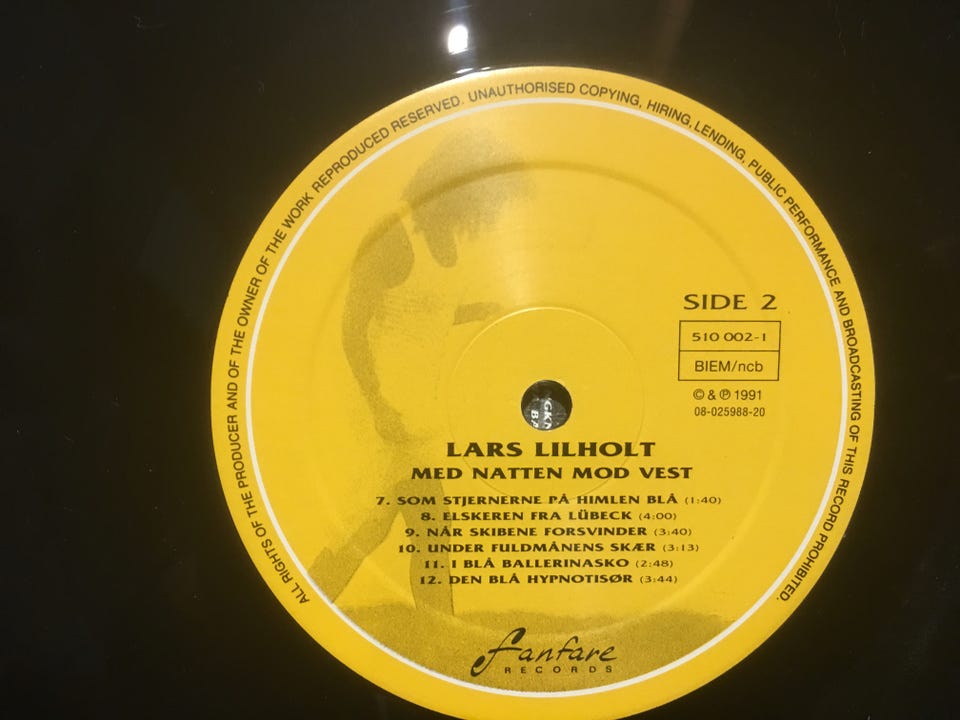 ALL RIGHTS OF THE PRODUCER AND OF THE OWNER OF THE WORK REPRODUCED RESERVED. UNAUTHORISED COPYING, HIRING, LENDING, PUBLIC PERFORMANCE AND BROADCASTING OF THIS RECORD PROHIBITED.
SIDE 2
510 002-1
BIEM/ncb
© & ℗ 1991
08-025988-20
LARS LILHOLT
MED NATTEN MOD VEST
7. SOM STJERNERNE PÅ HIMLEN BLÅ (1:40)
8. ELSKEREN FRA LÜBECK (4:00)
9. NÅR SKIBENE FORSVINDER (3:40)
10. UNDER FULDMÅNENS SKÆR (3:13)
11. I BLÅ BALLERINASKO (2:48)
12. DEN BLÅ HYPNOTISØR (3:44)
fanfare
RECORDS